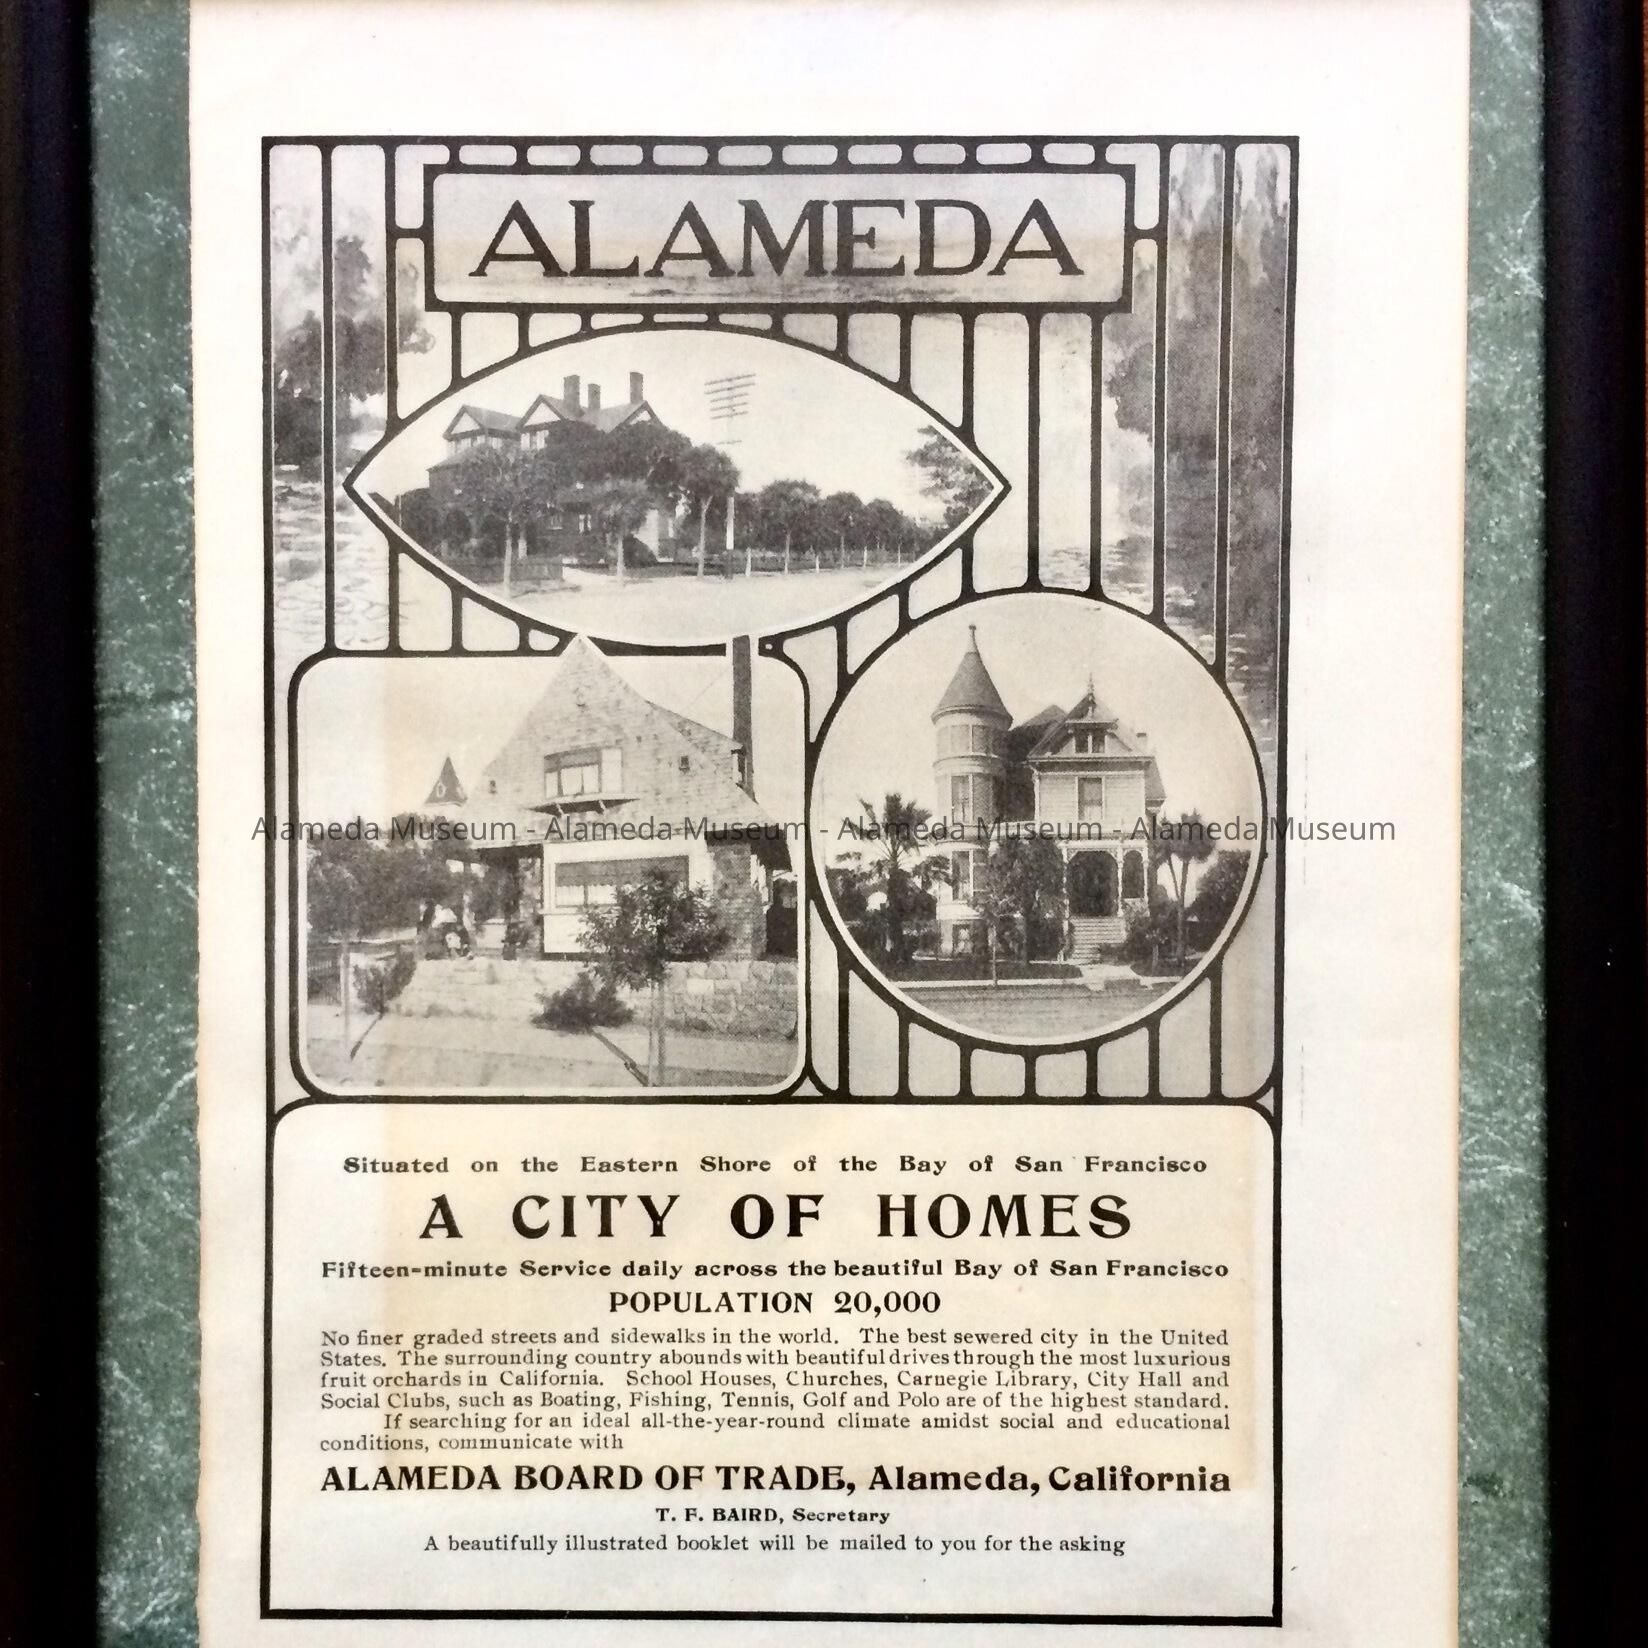 ALAMEDA
Alameda Museum - Alameda Museum - Alameda Museum - Alameda Museum
Situated on the Eastern Shore of the Bay of San Francisco
A CITY OF HOMES
Fifteen-minute Service daily across the beautiful Bay of San Francisco
POPULATION 20,000
No finer graded streets and sidewalks in the world. The best sewered city in the United
States. The surrounding country abounds with beautiful drives through the most luxurious
fruit orchards in California. School Houses, Churches, Carnegie Library, City Hall and
Social Clubs, such as Boating, Fishing, Tennis, Golf and Polo are of the highest standard.
If searching for an ideal all-the-year-round climate amidst social and educational
conditions, communicate with
ALAMEDA BOARD OF TRADE, Alameda, California
T. F. BAIRD, Secretary
A beautifully illustrated booklet will be mailed to you for the asking